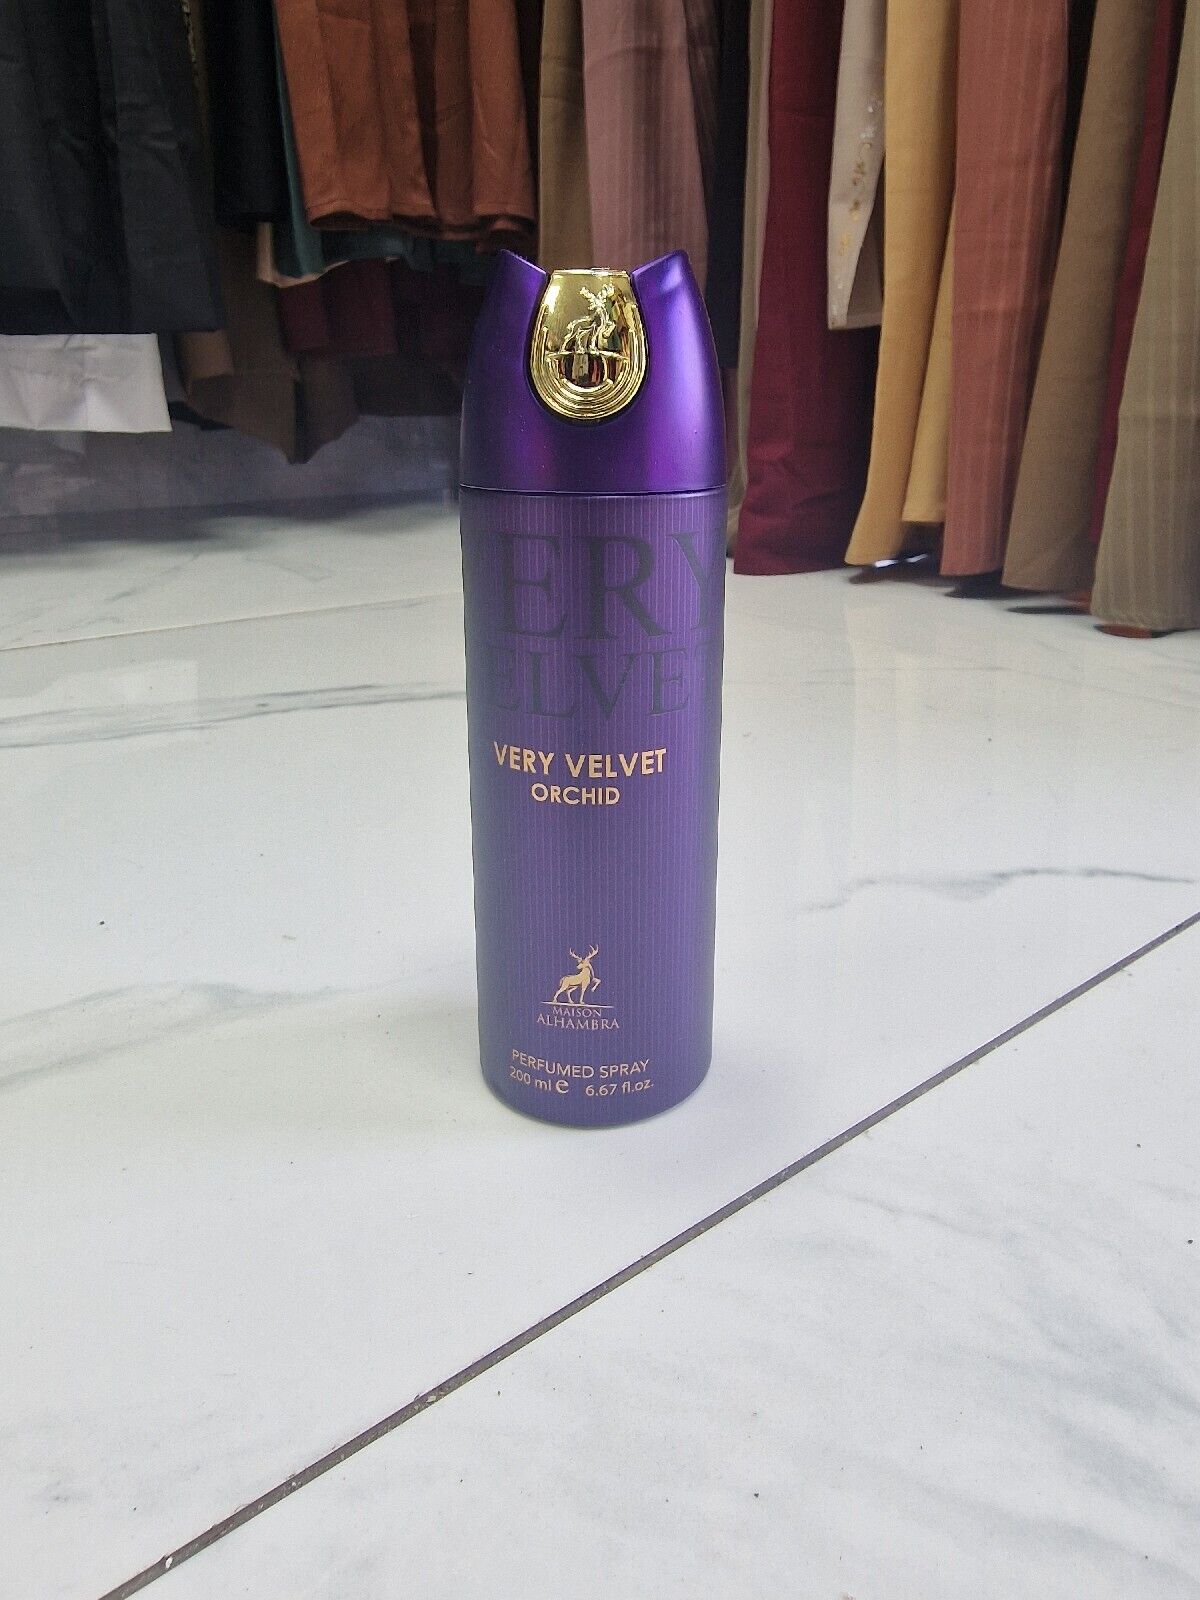 ERY
ELVET
VERY VELVET
ORCHID
MAISON
ALHAMBRA
PERFUMED SPRAY
200 ml e 6.67 fl.oz.